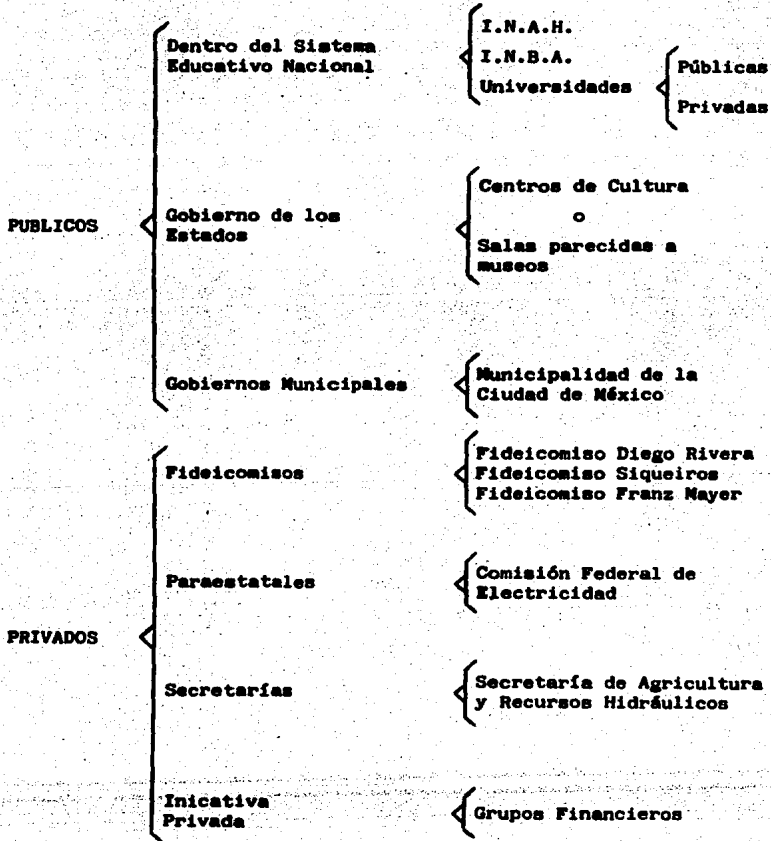 PUBLICOS
Dentro del Sistema
Educativo Nacional
I.N.A.H.
I.N.B.A.
Universidades
Públicas
Privadas
Gobierno de los
Estados
Centros de Cultura
o
Salas parecidas a
museos
Gobiernos Municipales
Municipalidad de la
Ciudad de México
PRIVADOS
Fideicomisos
Fideicomiso Diego Rivera
Fideicomiso Siqueiros
Fideicomiso Franz Mayer
Paraestatales
Comisión Federal de
Electricidad
Secretarías
Secretaría de Agricultura
y Recursos Hidráulicos
Inicativa
Privada
Grupos Financieros